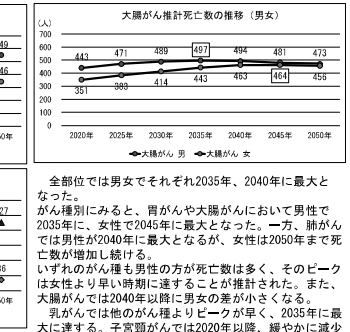 49
46
50年
27
36
50年
大腸がん推計死亡数の推移（男女）
(人)
700
600
500
400
300
200
100
0
443 471 489 497 494 481 473
351 383 414 443 463 464 456
2020年 2025年 2030年 2035年 2040年 2045年 2050年
大腸がん 男 大腸がん 女
全部位では男女でそれぞれ2035年、2040年に最大と
なった。
がん種別にみると、胃がんや大腸がんにおいて男性で
2035年に、女性で2045年に最大となった。一方、肺がん
では男性が2040年に最大となるが、女性は2050年まで死
亡数が増加し続ける。
いずれのがん種も男性の方が死亡数は多く、そのピーク
は女性より早い時期に達することが推計された。また、
大腸がんでは2040年以降に男女の差が小さくなる。
乳がんでは他のがん種よりピークが早く、2035年に最
大に達する。子宮頸がんでは2020年以降、緩やかに減少